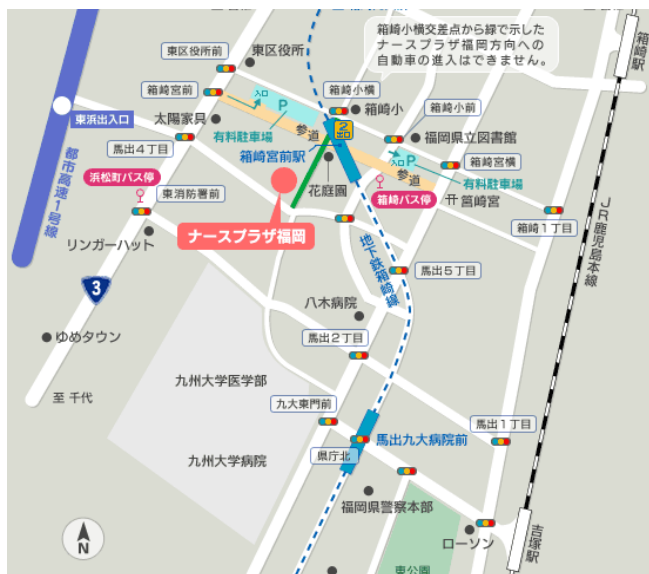 箱崎小横交差点から緑で示した
ナースプラザ福岡方向への
自動車の進入はできません。
箱崎駅
東区役所前
東区役所
箱崎宮前
入口
P
有料駐車場
箱崎小横
箱崎小
箱崎小前
東浜出入口
太陽家具
参道
2
福岡県立図書館
馬出4丁目
箱崎宮前駅
入口
P
箱崎宮横
都市高速1号線
浜松町バス停
東消防署前
花庭園
参道
有料駐車場
箱崎バス停
筥崎宮
箱崎1丁目
JR鹿児島本線
ナースプラザ福岡
リンガーハット
地下鉄箱崎線
馬出5丁目
3
八木病院
ゆめタウン
馬出2丁目
九州大学医学部
至 千代
九大東門前
馬出1丁目
馬出九大病院前
県庁北
九州大学病院
福岡県警察本部
N
ローソン
吉塚駅
東公園